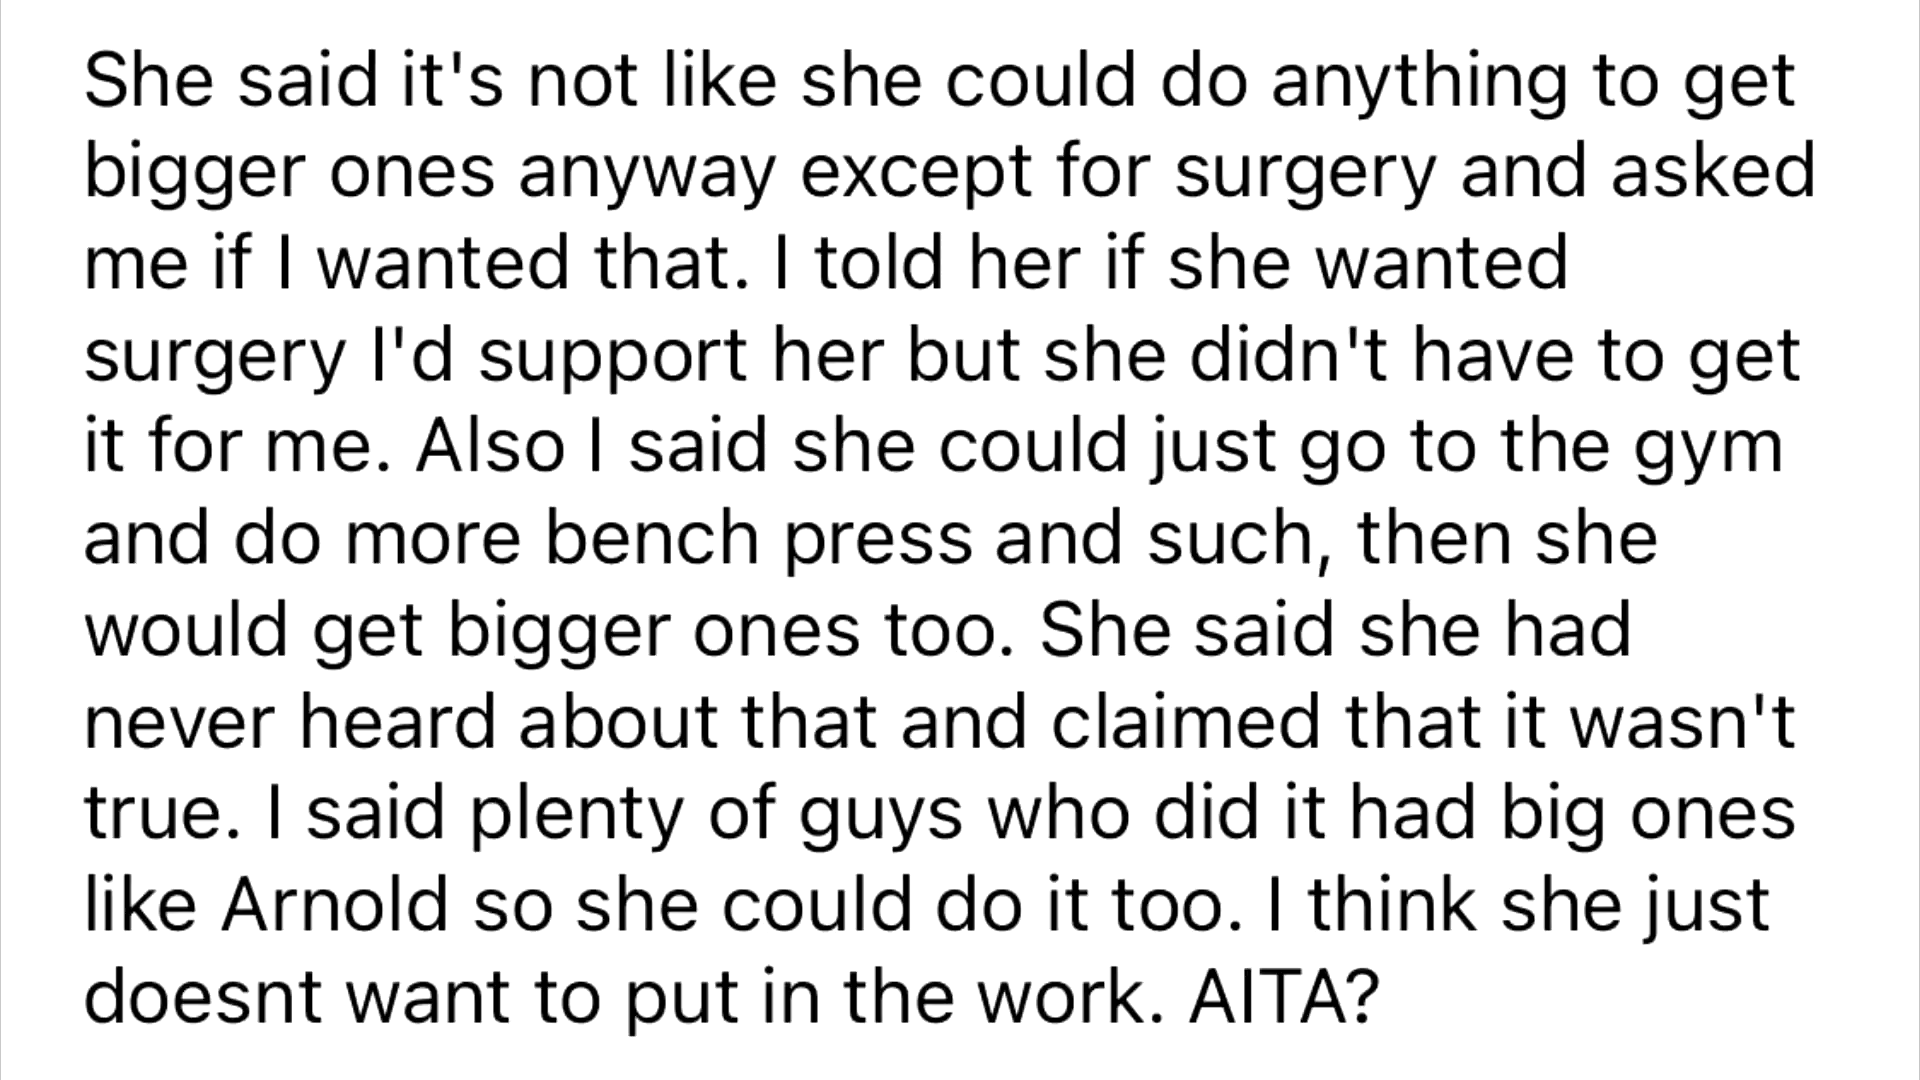 She said it's not like she could do anything to get
bigger ones anyway except for surgery and asked
me if I wanted that. I told her if she wanted
surgery I'd support her but she didn't have to get
it for me. Also I said she could just go to the gym
and do more bench press and such, then she
would get bigger ones too. She said she had
never heard about that and claimed that it wasn't
true. I said plenty of guys who did it had big ones
like Arnold so she could do it too. I think she just
doesnt want to put in the work. AITA?